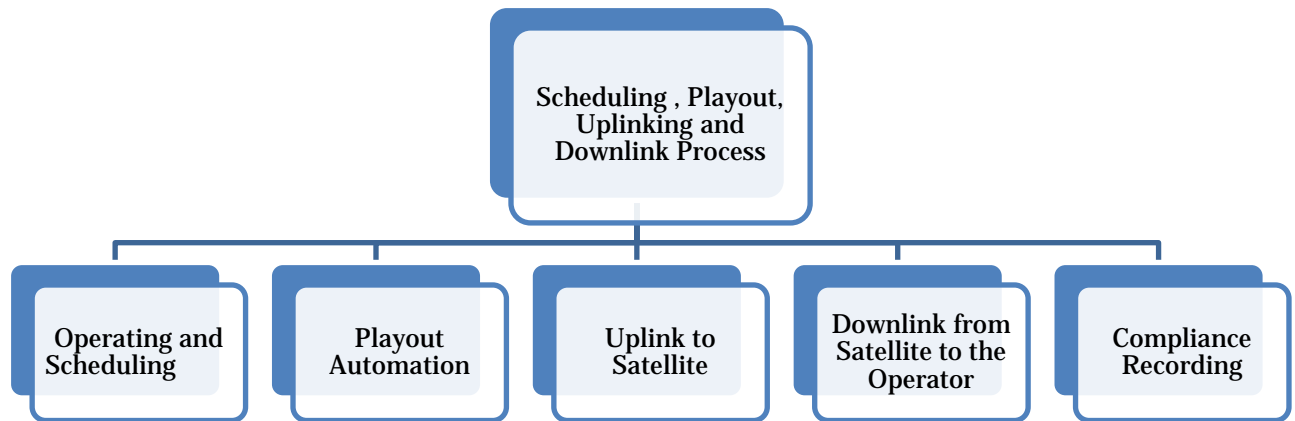 Scheduling , Playout,
Uplinking and
Downlink Process
Operating and
Scheduling
Playout
Automation
Uplink to
Satellite
Downlink from
Satellite to the
Operator
Compliance
Recording